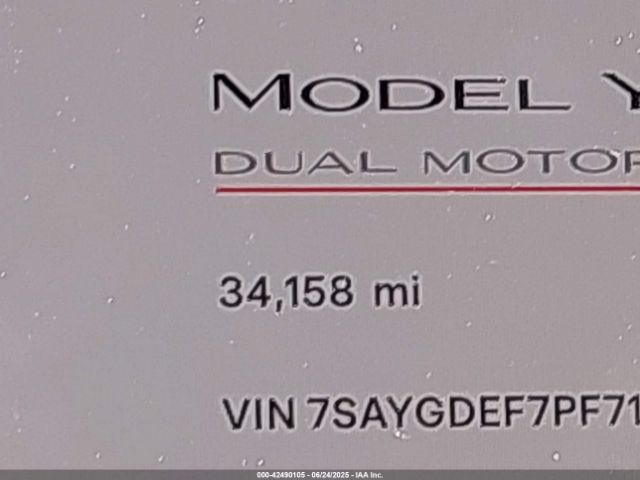 MODEL Y
DUAL MOTOR
34,158 mi
VIN 7SAYGDEF7PF71
000-42490105 - 06/24/2025 - IAA Inc.